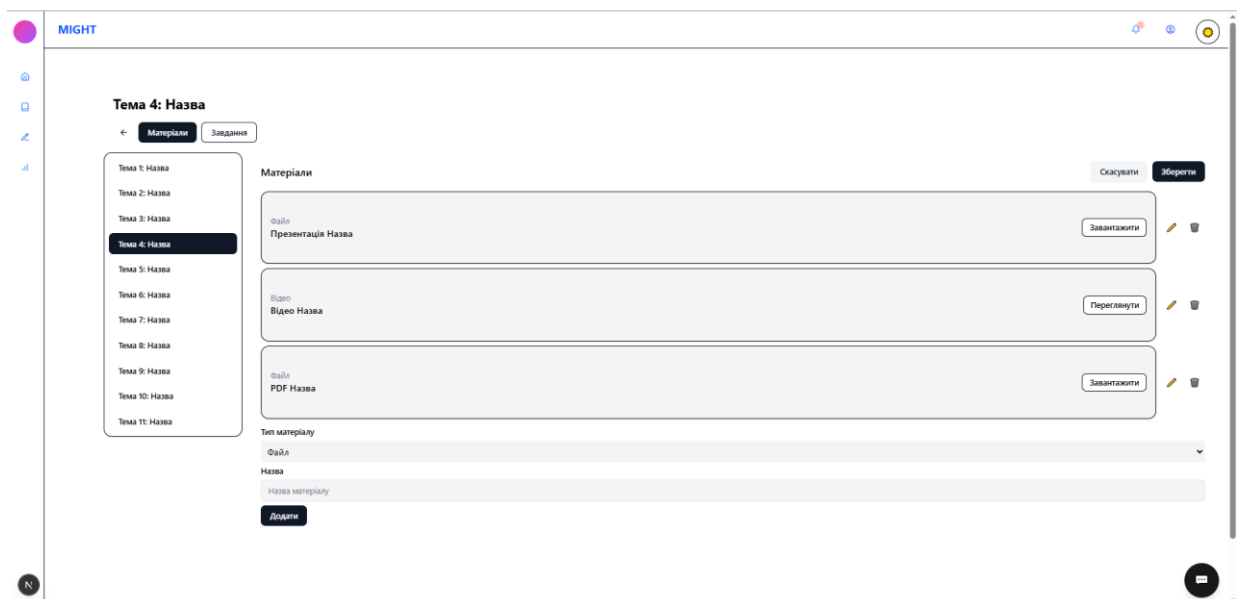 MIGHT
Тема 4: Назва
Матеріали
Завдання
Тема 1: Назва
Тема 2: Назва
Тема 3: Назва
Тема 4: Назва
Тема 5: Назва
Тема 6: Назва
Тема 7: Назва
Тема 8: Назва
Тема 9: Назва
Тема 10: Назва
Тема 11: Назва
Матеріали
Скасувати
Зберегти
Файл
Презентація Назва
Завантажити
Відео
Відео Назва
Переглянути
Файл
PDF Назва
Завантажити
Тип матеріалу
Файл
Назва
Назва матеріалу
Додати
N